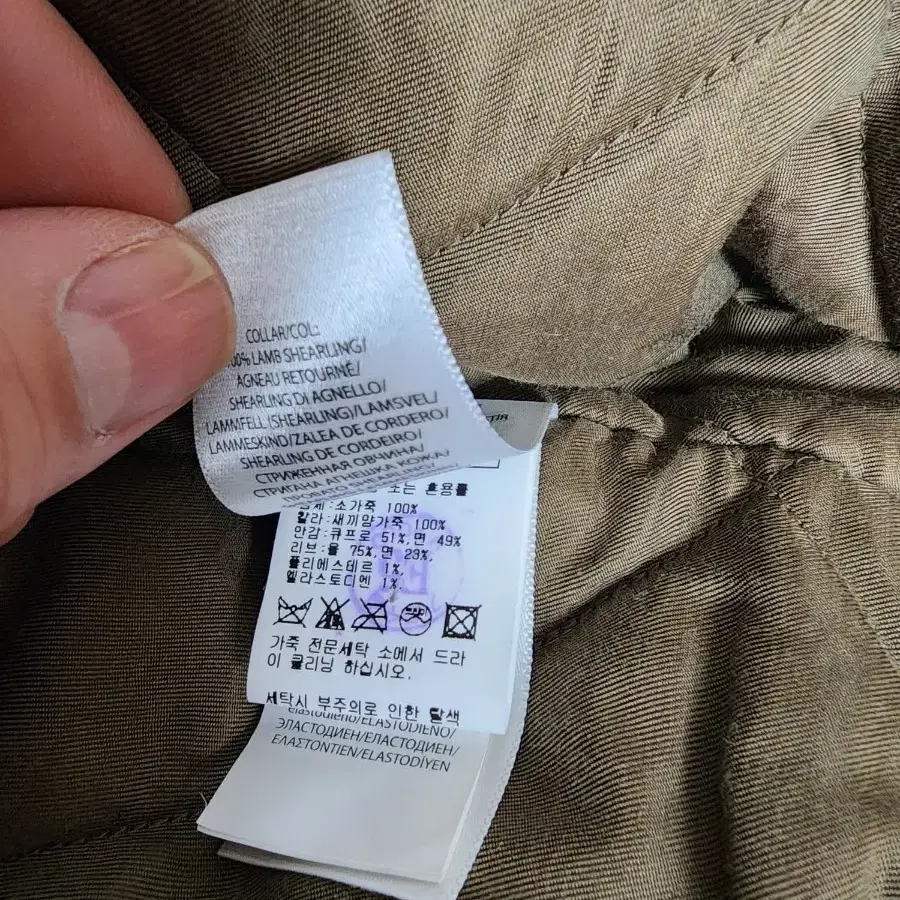 COLLAR/COL:
00% LAMB SHEARLING/
AGNEAU RETOURNÉ/
SHEARLING DI AGNELLO/
LAMMFELL (SHEARLING)/LAMSVEL/
LAMMESKIND/ZALEA DE CORDERO/
SHEARLING DE CORDEIRO/
СТРИЖЕННАЯ ОВЧИНА/
СТРИГАНА АГНЕШКА КОЖА/
TIR
또는 혼용률
소가죽 100%
칼라:새끼양가죽 100%
안감:큐프로 51%,면 49%
리브:울 75%,면 23%,
폴리에스테르 1%,
엘라스토디엔 1%.
가죽 전문세탁 소에서 드라
이 클리닝 하십시오.
세탁시 부주의로 인한 탈색
elastodieno/ELASTODIENO/
ЭЛАСТОДИЕН/ЕЛАСТОДИЕН/
ΕΛΑΣΤΟΝΤΙΕΝ/ELASTODİYEN